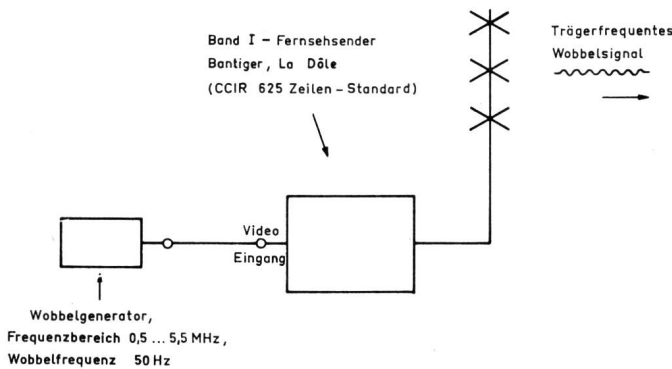 Band I – Fernsehsender
Bantiger, La Dôle
(CCIR 625 Zeilen – Standard)
Trägerfrequentes
Wobbelsignal
Video
Eingang
Wobbelgenerator,
Frequenzbereich 0,5 ... 5,5 MHz,
Wobbelfrequenz 50 Hz